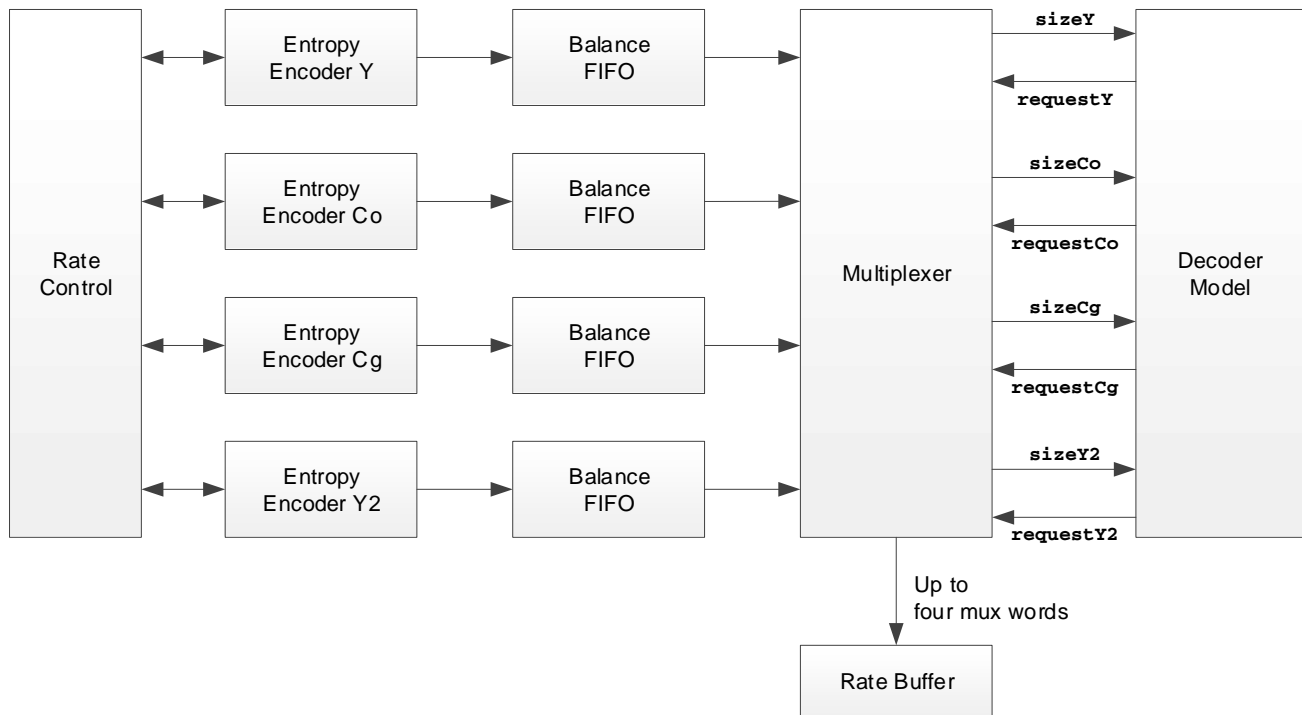 Rate
Control
Entropy
Encoder Y
Balance
FIFO
Entropy
Encoder Co
Balance
FIFO
Entropy
Encoder Cg
Balance
FIFO
Entropy
Encoder Y2
Balance
FIFO
Multiplexer
sizeY
requestY
sizeCo
requestCo
sizeCg
requestCg
sizeY2
requestY2
Decoder
Model
Up to
four mux words
Rate Buffer